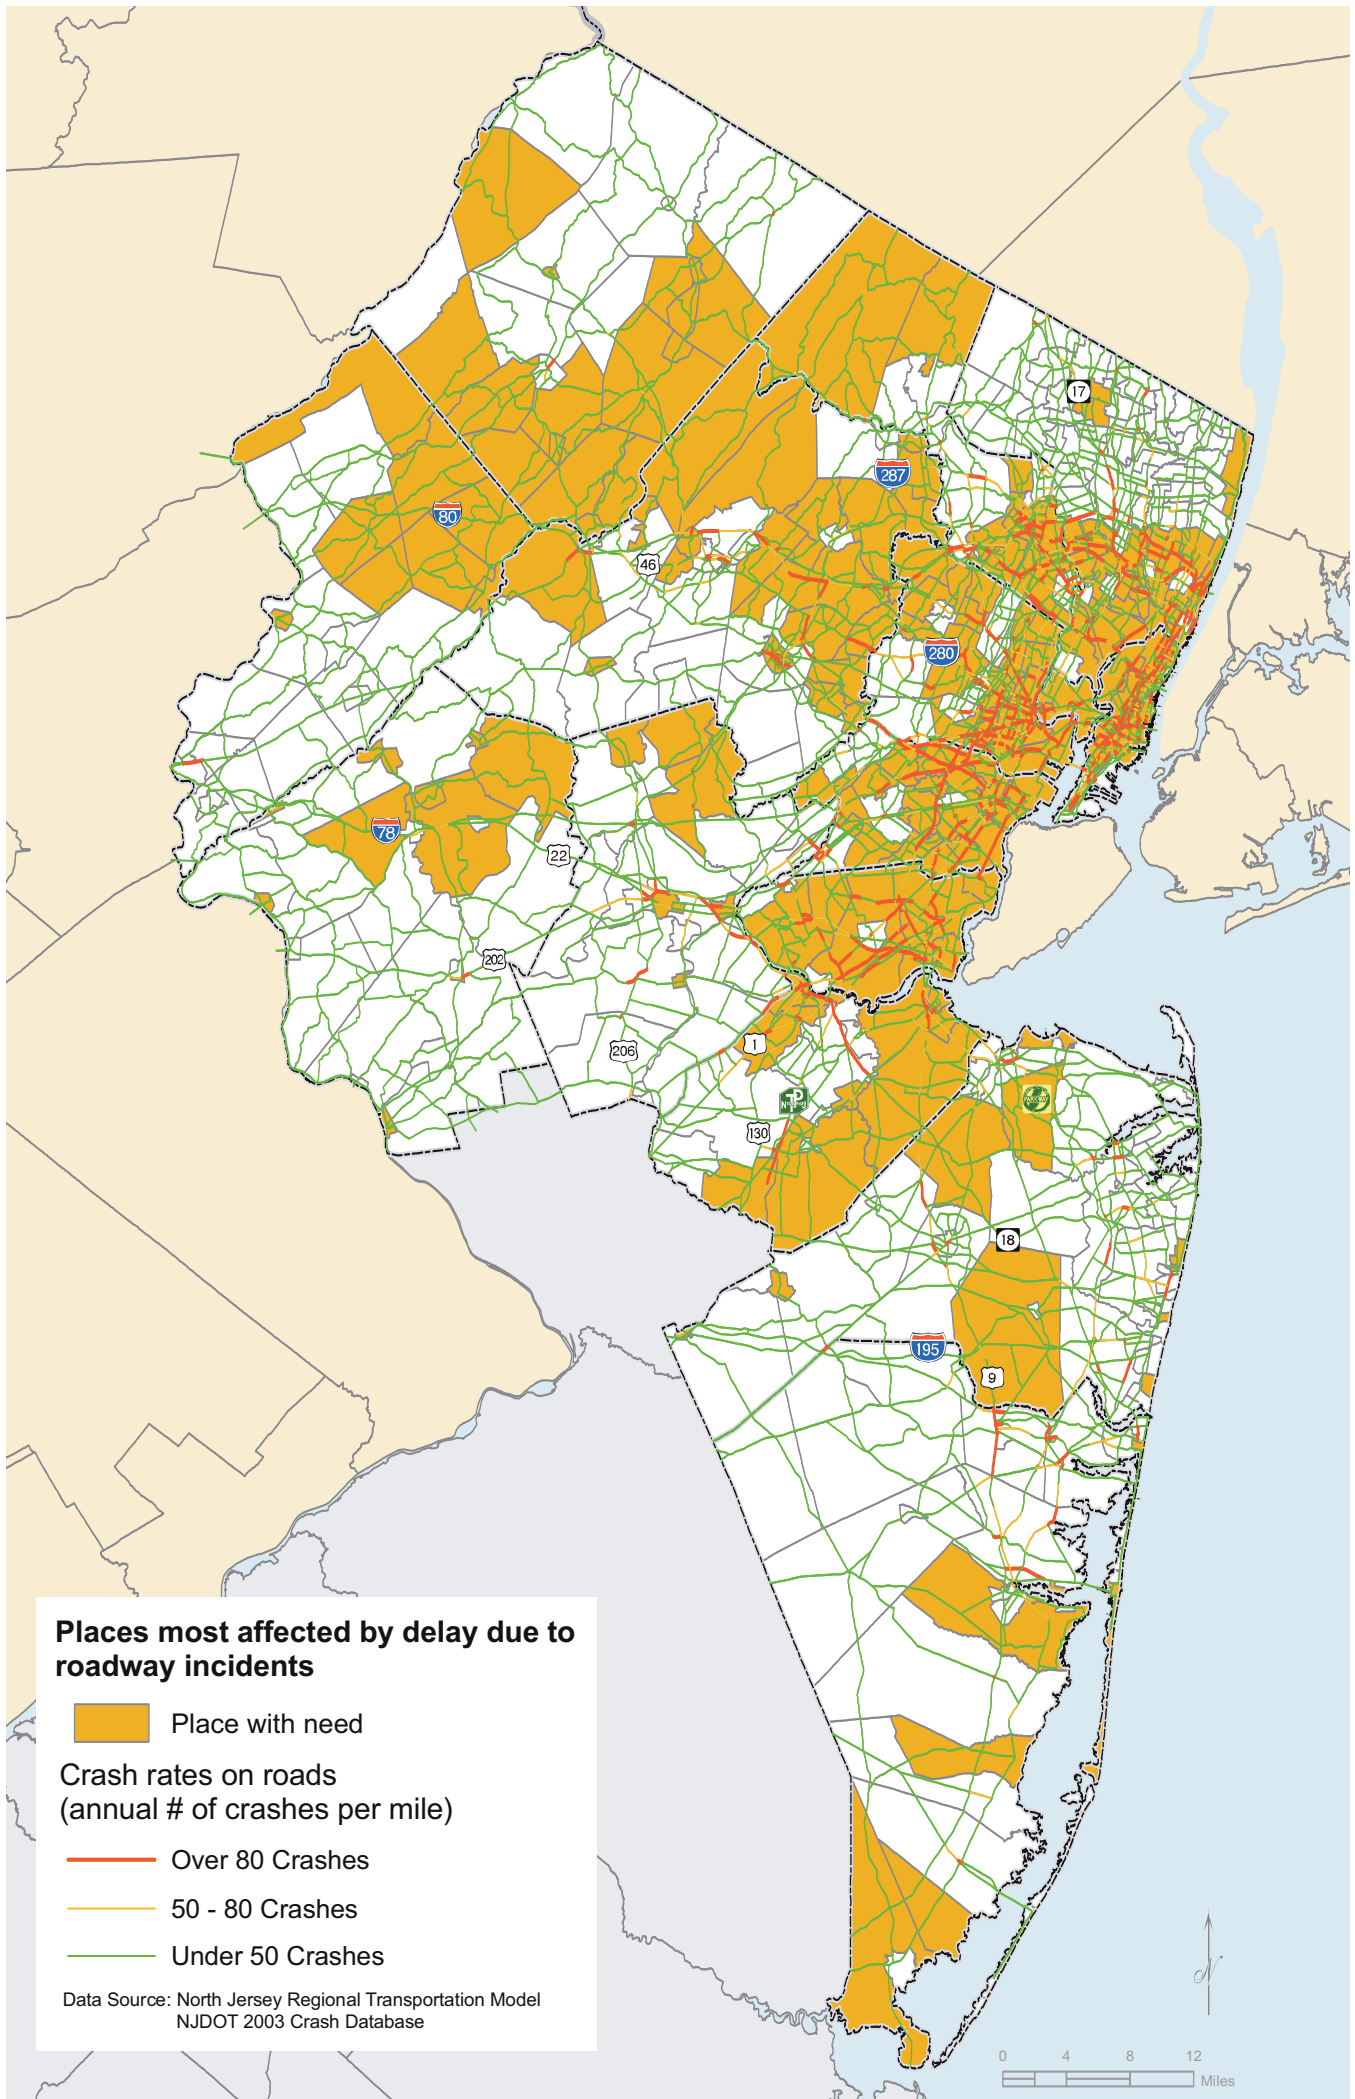 17
287
80
46
280
78
22
202
1
206
130
18
195
9
PARKWAY
Places most affected by delay due to
roadway incidents
Place with need
Crash rates on roads
(annual # of crashes per mile)
Over 80 Crashes
50 - 80 Crashes
Under 50 Crashes
Data Source: North Jersey Regional Transportation Model
NJDOT 2003 Crash Database
N
0 4 8 12
Miles